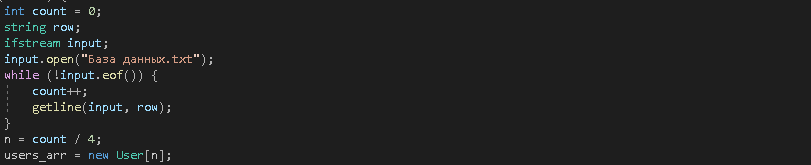 int count = 0;
string row;
ifstream input;
input.open("База данных.txt");
while (!input.eof()) {
count++;
getline(input, row);
}
n = count / 4;
users_arr = new User[n];